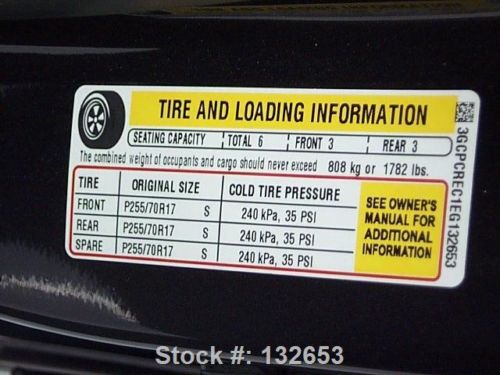 TIRE AND LOADING INFORMATION
SEATING CAPACITY TOTAL 6 FRONT 3 REAR 3
The combined weight of occupants and cargo should never exceed 808 kg or 1782 lbs.
TIRE ORIGINAL SIZE COLD TIRE PRESSURE
FRONT P255/70R17 S 240 kPa, 35 PSI
REAR P255/70R17 S 240 kPa, 35 PSI
SPARE P255/70R17 S 240 kPa, 35 PSI
SEE OWNER'S
MANUAL FOR
ADDITIONAL
INFORMATION
3GCPCREC1EG132653
Stock #: 132653